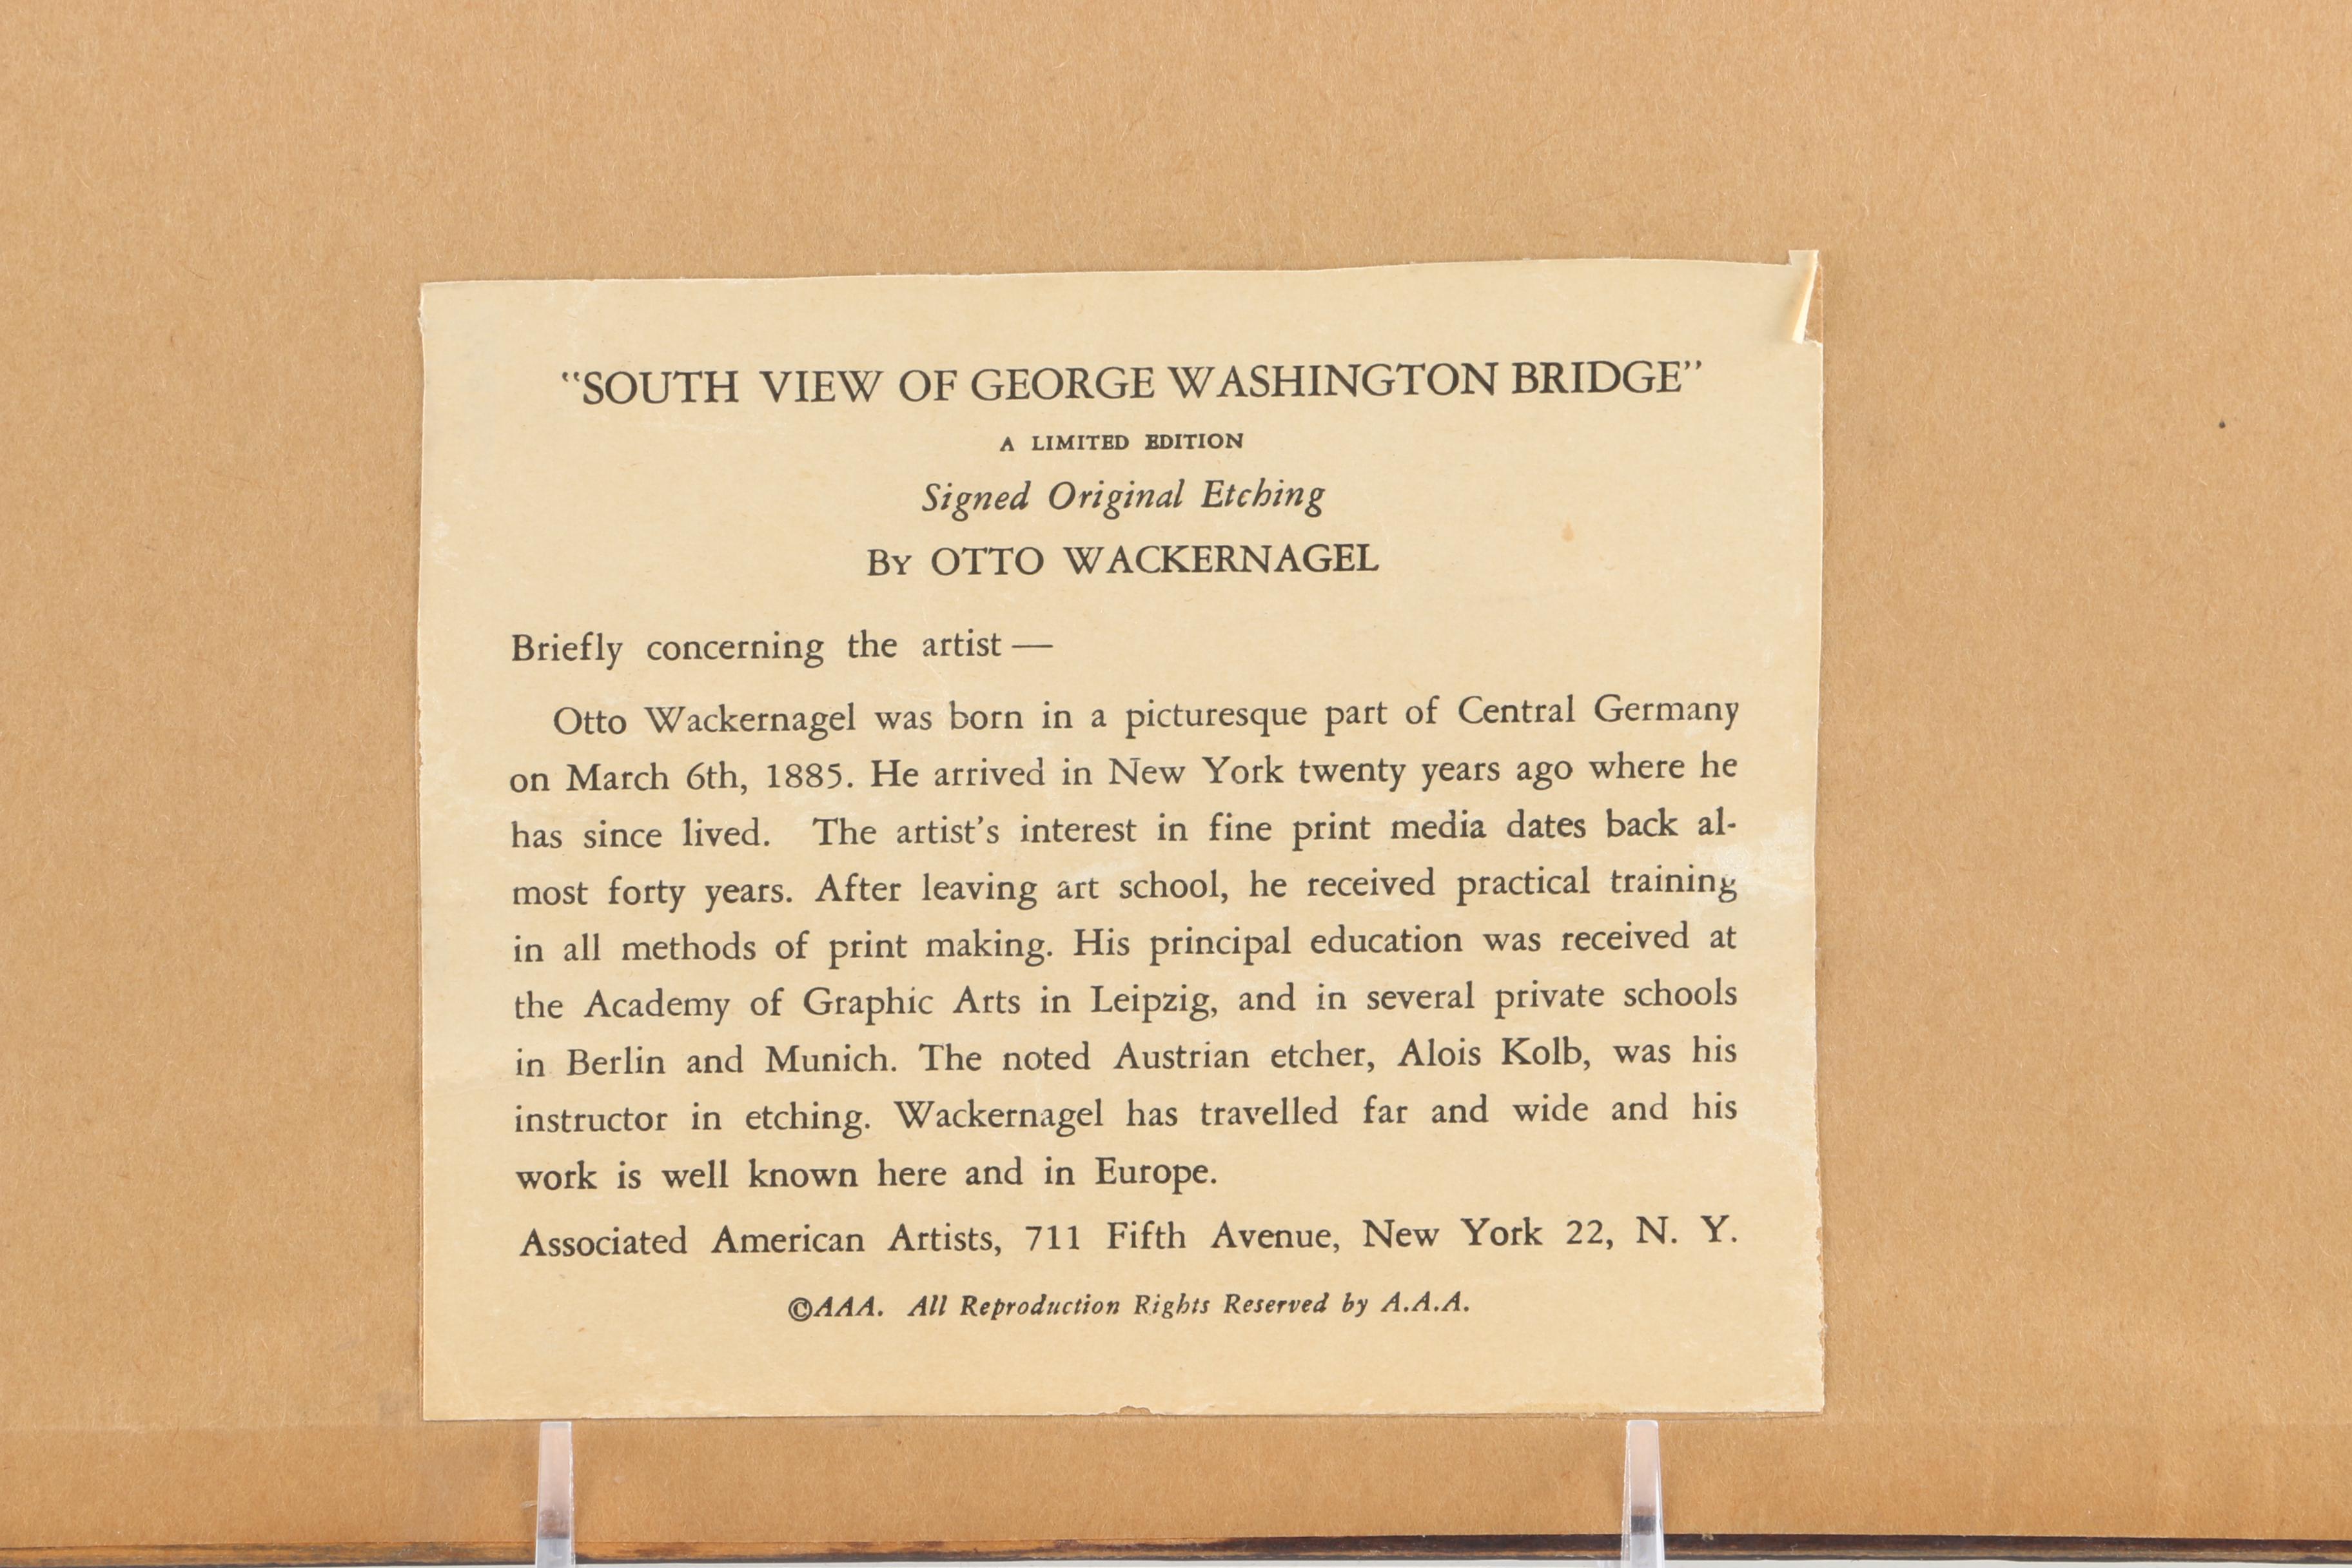 "SOUTH VIEW OF GEORGE WASHINGTON BRIDGE"
A LIMITED EDITION
Signed Original Etching
BY OTTO WACKERNAGEL
Briefly concerning the artist —
Otto Wackernagel was born in a picturesque part of Central Germany
on March 6th, 1885. He arrived in New York twenty years ago where he
has since lived. The artist's interest in fine print media dates back al-
most forty years. After leaving art school, he received practical training
in all methods of print making. His principal education was received at
the Academy of Graphic Arts in Leipzig, and in several private schools
in Berlin and Munich. The noted Austrian etcher, Alois Kolb, was his
instructor in etching. Wackernagel has travelled far and wide and his
work is well known here and in Europe.
Associated American Artists, 711 Fifth Avenue, New York 22, N. Y.
©AAA. All Reproduction Rights Reserved by A.A.A.